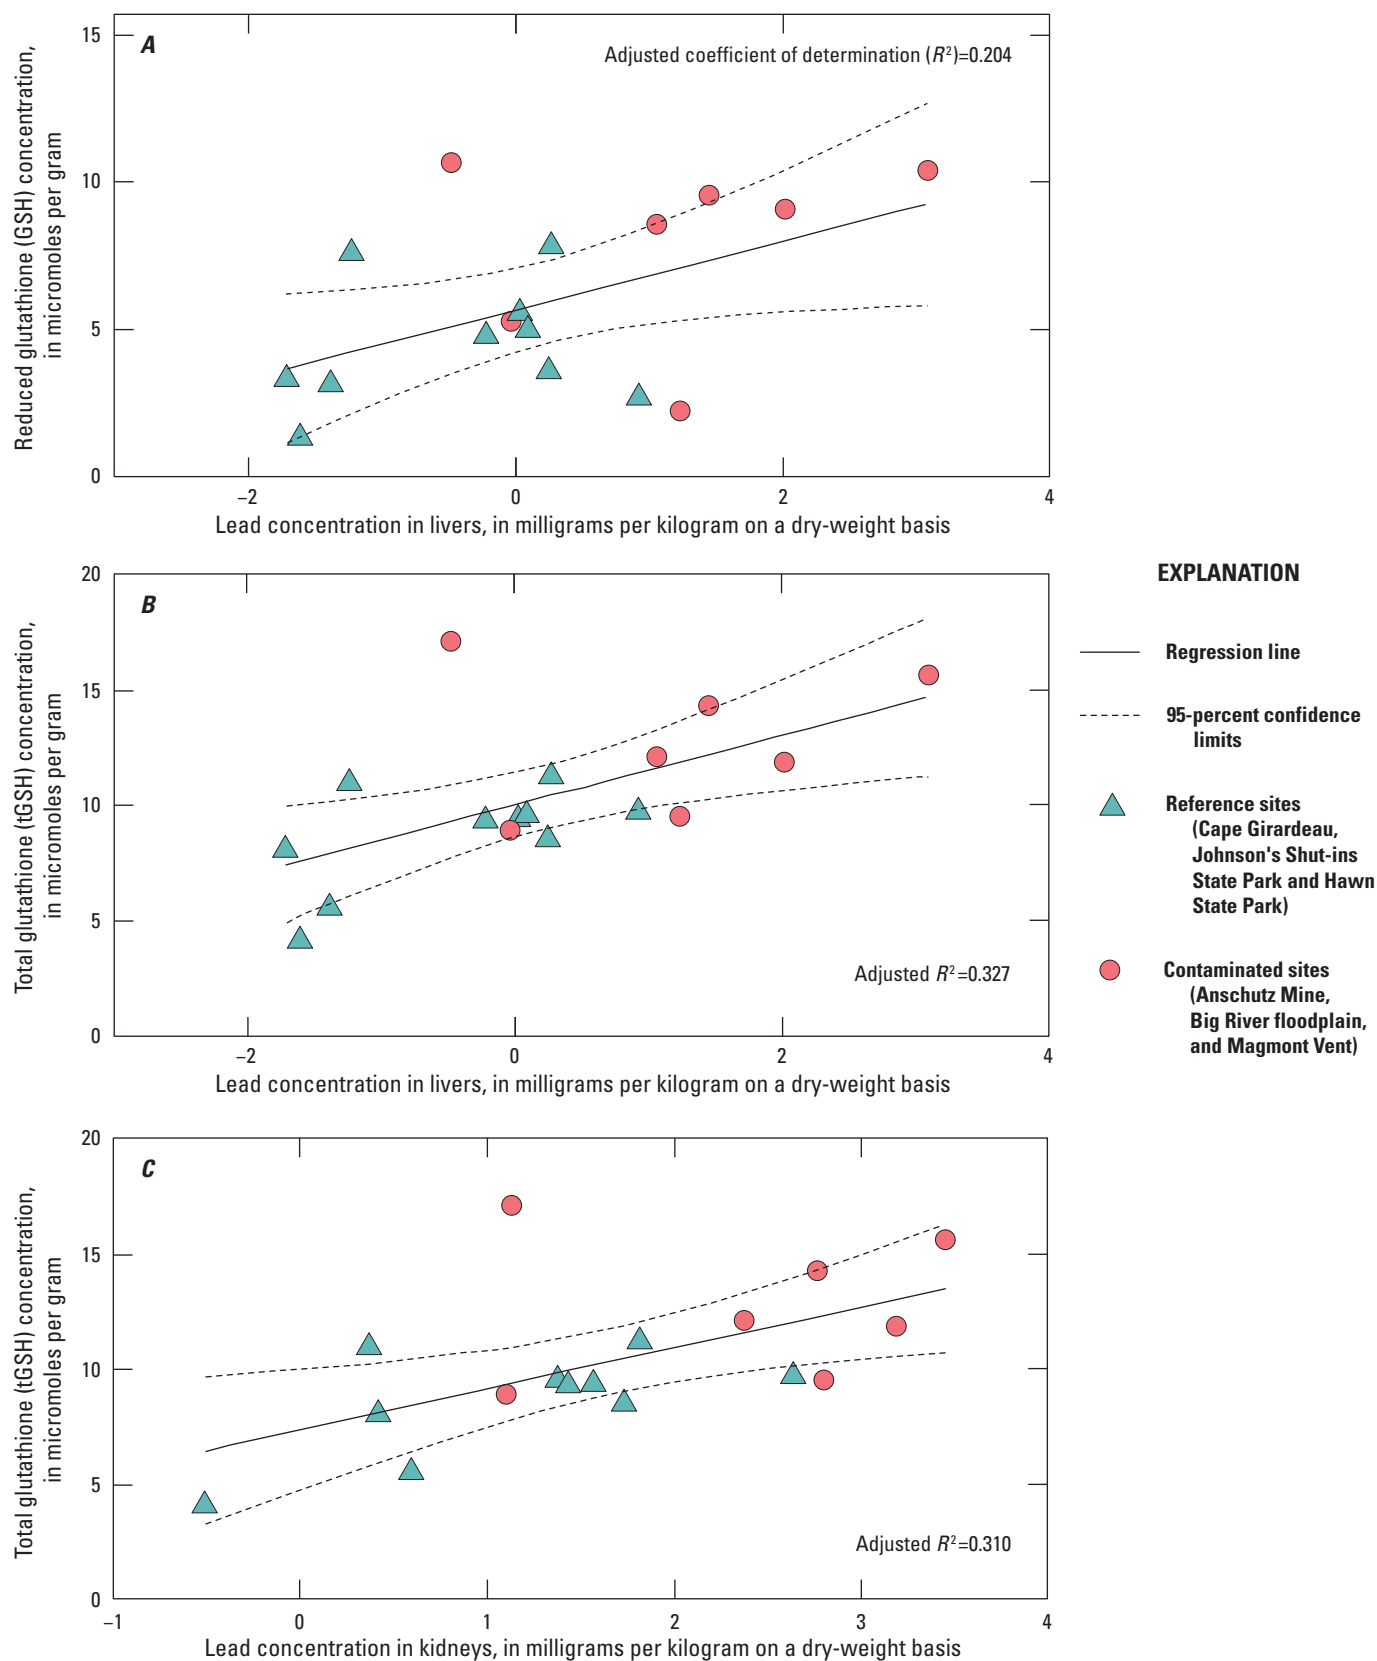 Reduced glutathione (GSH) concentration,
in micromoles per gram
15
10
5
0
A
Adjusted coefficient of determination (R²)=0.204
–2
0
2
4
Lead concentration in livers, in milligrams per kilogram on a dry-weight basis
Total glutathione (tGSH) concentration,
in micromoles per gram
20
15
10
5
0
B
Adjusted R²=0.327
–2
0
2
4
Lead concentration in livers, in milligrams per kilogram on a dry-weight basis
Total glutathione (tGSH) concentration,
in micromoles per gram
20
15
10
5
0
C
Adjusted R²=0.310
–1
0
1
2
3
4
Lead concentration in kidneys, in milligrams per kilogram on a dry-weight basis
EXPLANATION
Regression line
95-percent confidence
limits
Reference sites
(Cape Girardeau,
Johnson's Shut-ins
State Park and Hawn
State Park)
Contaminated sites
(Anschutz Mine,
Big River floodplain,
and Magmont Vent)